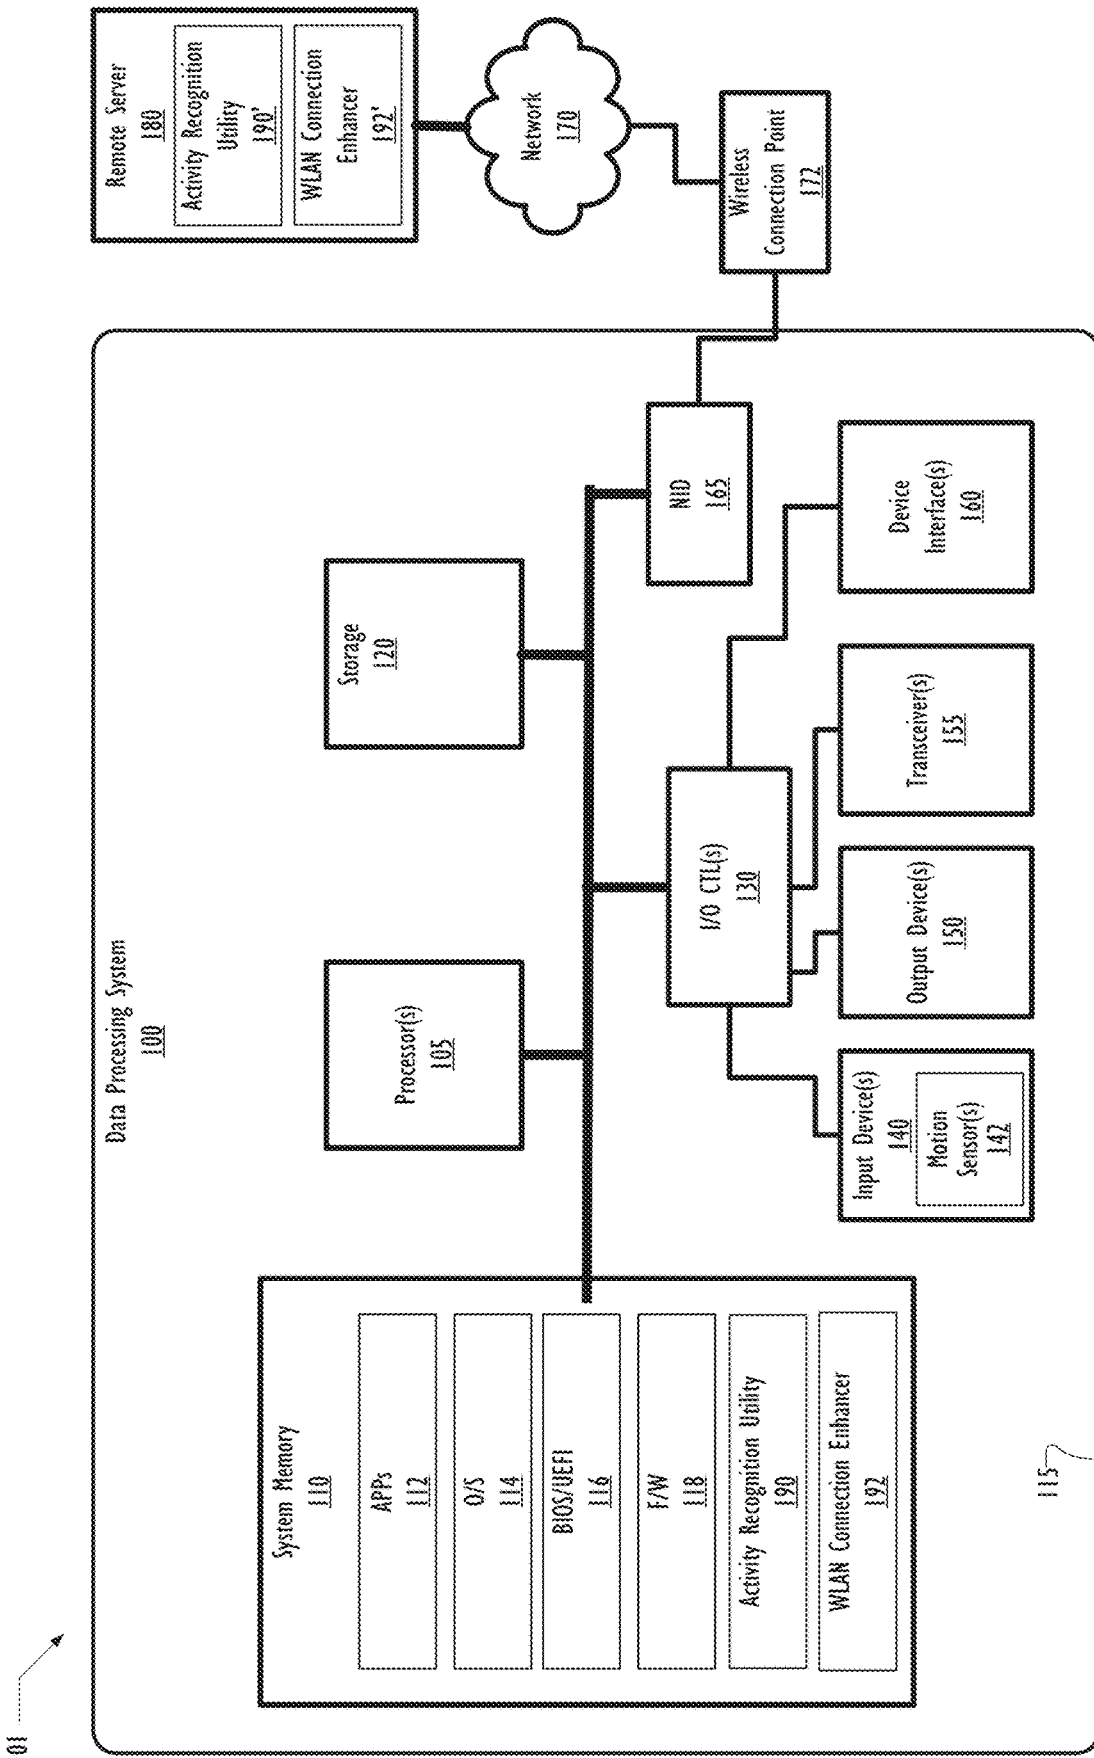 01
Data Processing System
100
System Memory
110
APPs
112
O/S
114
BIOS/UEFI
116
F/W
118
Activity Recognition Utility
190
WLAN Connection Enhancer
192
115
Processor(s)
105
Storage
120
I/O CTL(s)
130
NID
165
Input Device(s)
140
Motion
Sensor(s)
142
Output Device(s)
150
Transceiver(s)
155
Device
Interface(s)
160
Remote Server
180
Activity Recognition
Utility
190'
WLAN Connection
Enhancer
192'
Network
170
Wireless
Connection Point
172